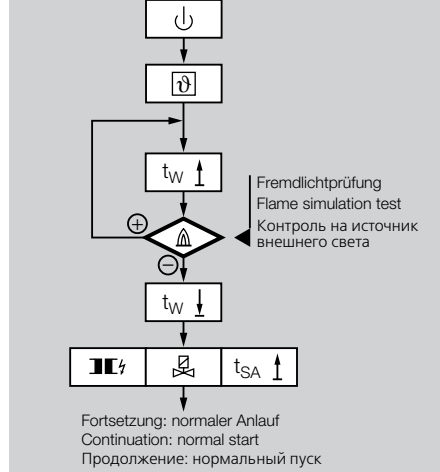 ϑ
t_W
Fremdlichtprüfung
Flame simulation test
Контроль на источник
внешнего света
+
−
t_W
t_SA
Fortsetzung: normaler Anlauf
Continuation: normal start
Продолжение: нормальный пуск